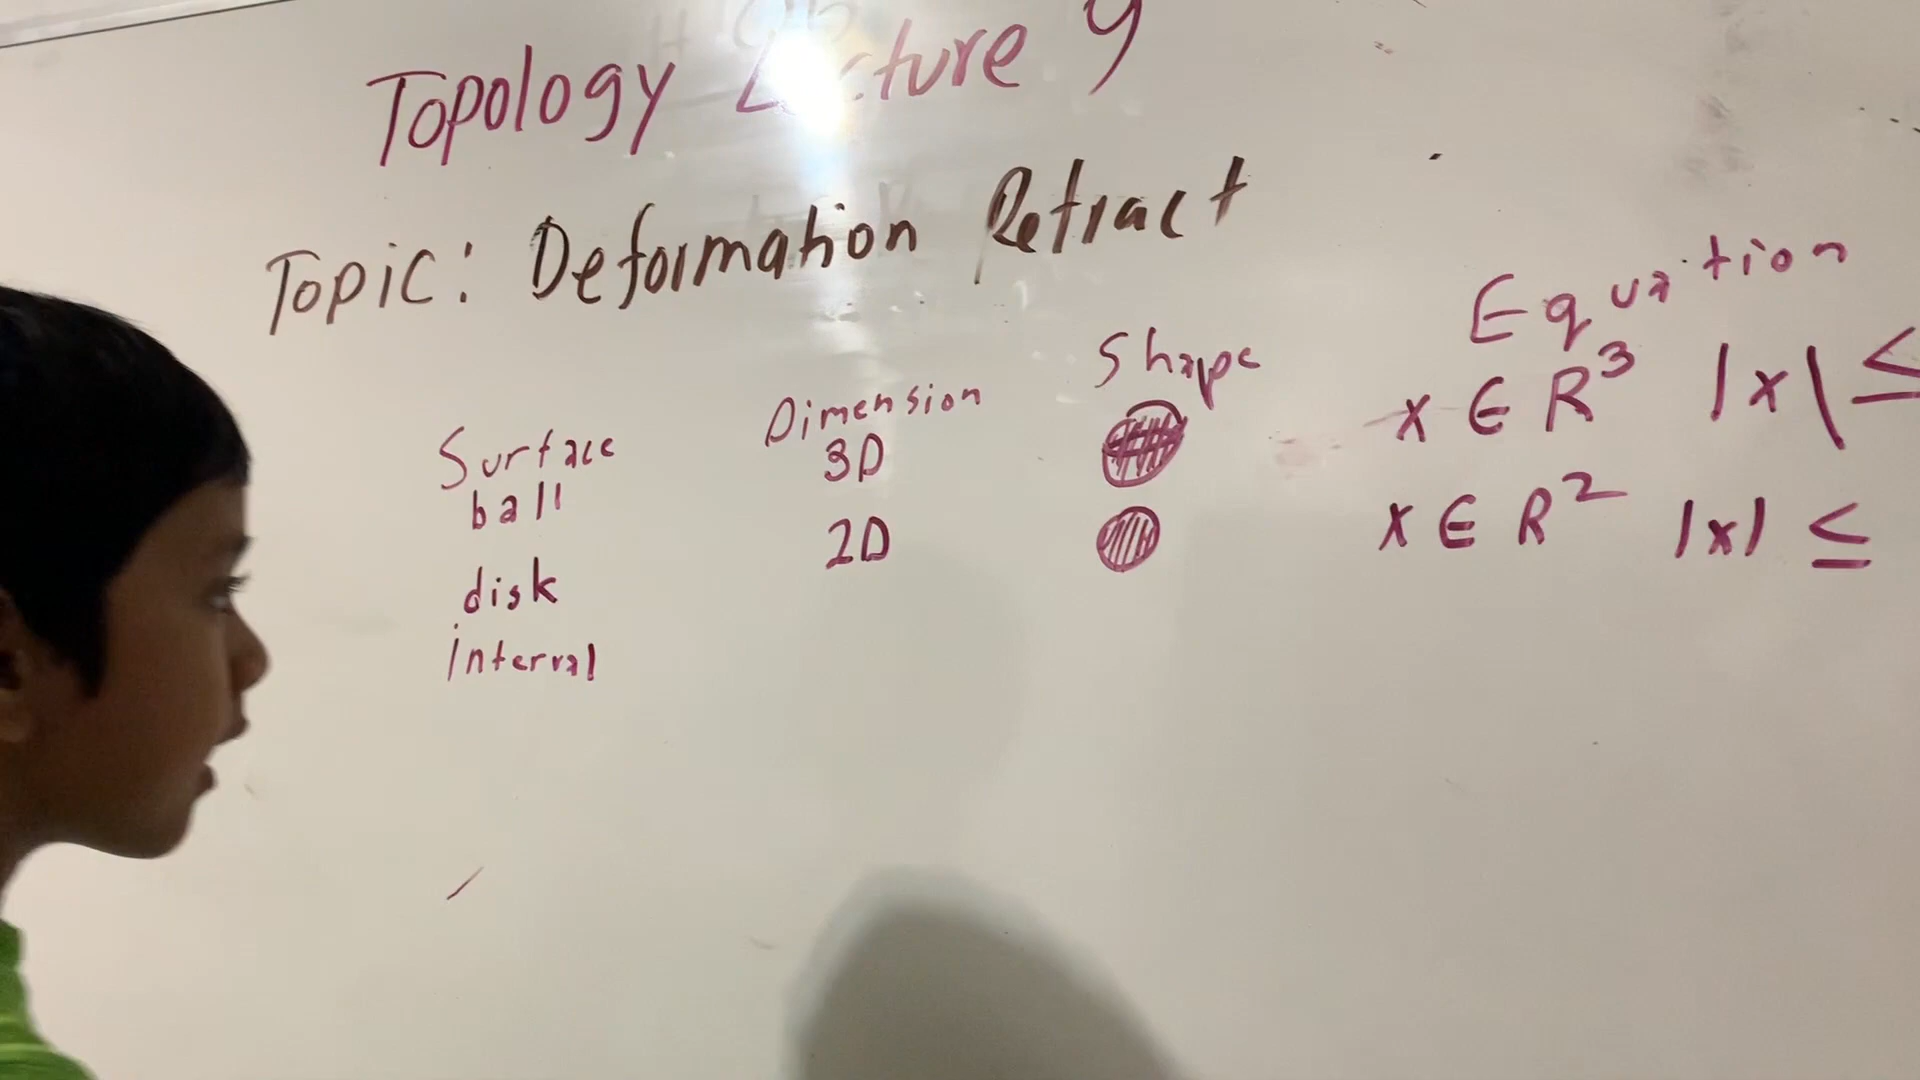 Topology Lecture 9
Topic: Deformation Retract
Surface Dimension Shape Equation
ball 3D x ∈ R³ |x| ≤
disk 2D x ∈ R² |x| ≤
interval